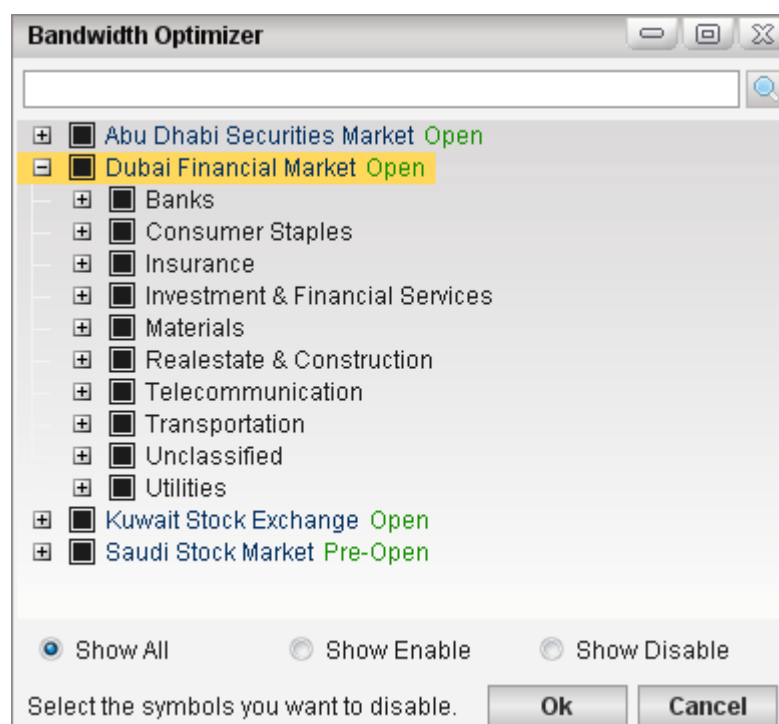 Bandwidth Optimizer
Abu Dhabi Securities Market Open
Dubai Financial Market Open
Banks
Consumer Staples
Insurance
Investment & Financial Services
Materials
Realestate & Construction
Telecommunication
Transportation
Unclassified
Utilities
Kuwait Stock Exchange Open
Saudi Stock Market Pre-Open
Show All Show Enable Show Disable
Select the symbols you want to disable. Ok Cancel